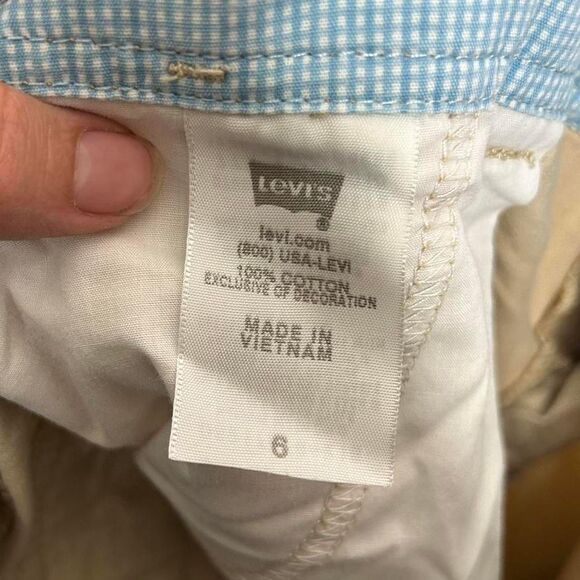 LEVI'S
®
levi.com
(800) USA-LEVI
100% COTTON
EXCLUSIVE OF DECORATION
MADE IN
VIETNAM
6